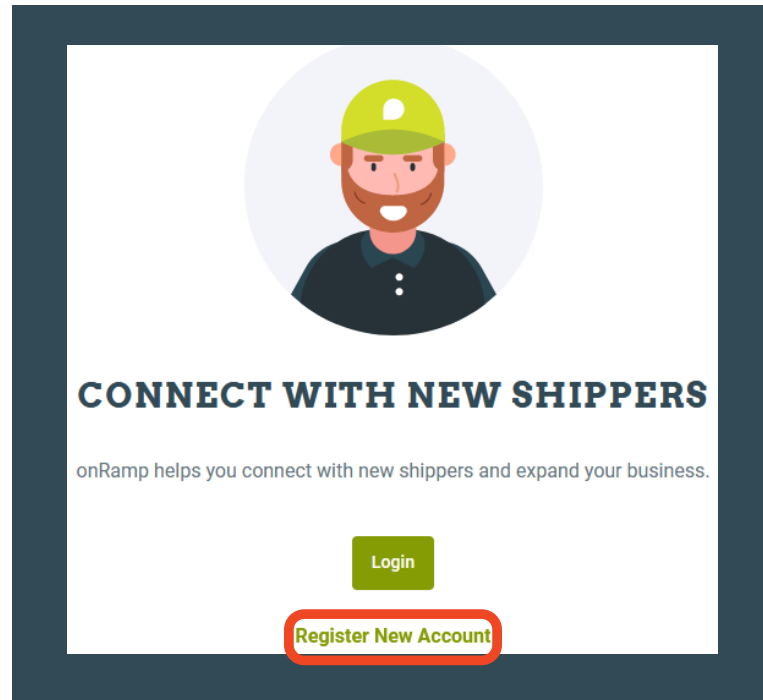 CONNECT WITH NEW SHIPPERS
onRamp helps you connect with new shippers and expand your business.
Login
Register New Account